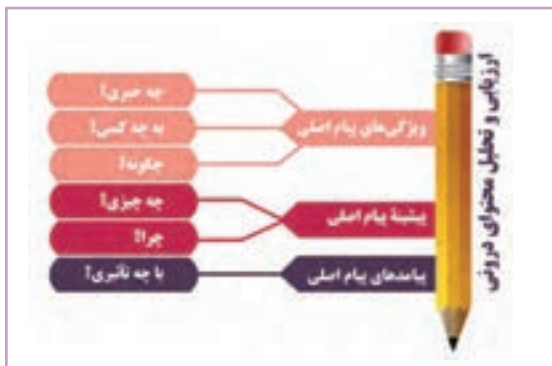 ارزیابی و تحلیل محتوای درونی
ویژگی‌های پیام اصلی
چه خبری؟
به چه کسی؟
چگونه؟
پیشینهٔ پیام اصلی
چه چیزی؟
چرا؟
پیامدهای پیام اصلی
با چه تأثیری؟